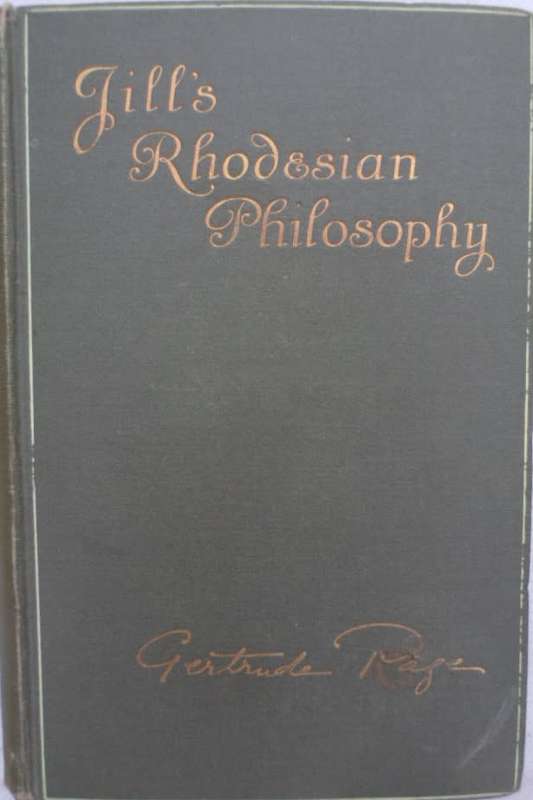 Jill's
Rhodesian
Philosophy
Gertrude Page